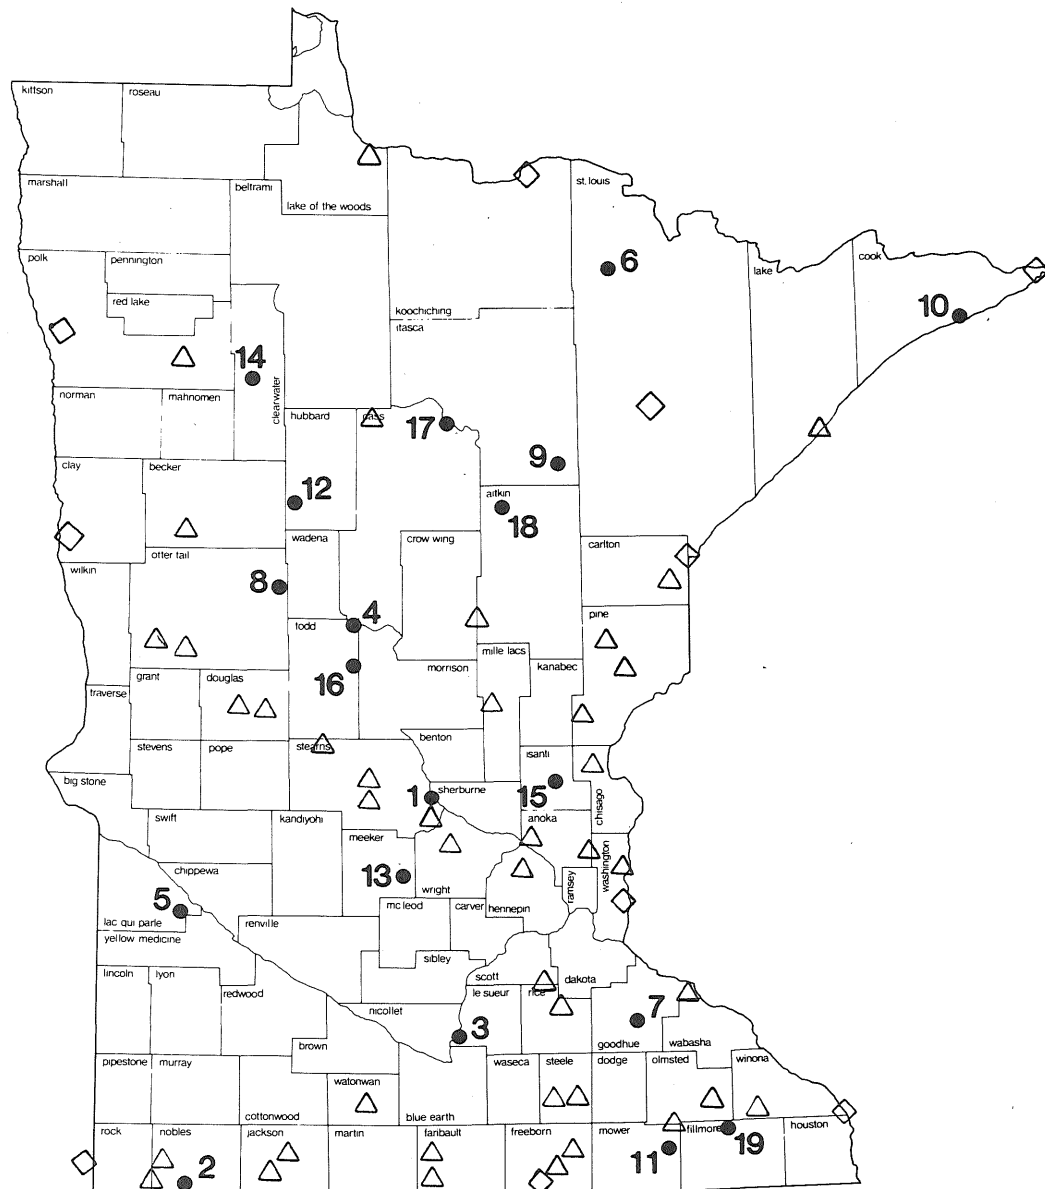 kittson
roseau
marshall
beltrami
lake of the woods
st. louis
polk
pennington
6
lake
cook
red lake
koochiching
itasca
10
14
norman
mahnomen
clearwater
hubbard
cass
17
clay
becker
9
12
aitkin
18
otter tail
wadena
crow wing
carlton
wilkin
8
4
todd
pine
mille lacs
grant
douglas
16
morrison
kanabec
traverse
stevens
pope
stearns
benton
isanti
big stone
1
sherburne
15
chisago
swift
kandiyohi
anoka
meeker
washington
chippewa
13
wright
ramsey
5
mc leod
carver
hennepin
lac qui parle
renville
yellow medicine
sibley
lincoln
lyon
scott
dakota
redwood
le sueur
rice
nicollet
7
3
brown
goodhue
wabasha
pipestone
murray
waseca
steele
dodge
olmsted
winona
watonwan
cottonwood
blue earth
rock
nobles
jackson
martin
faribault
freeborn
mower
fillmore
houston
2
11
19